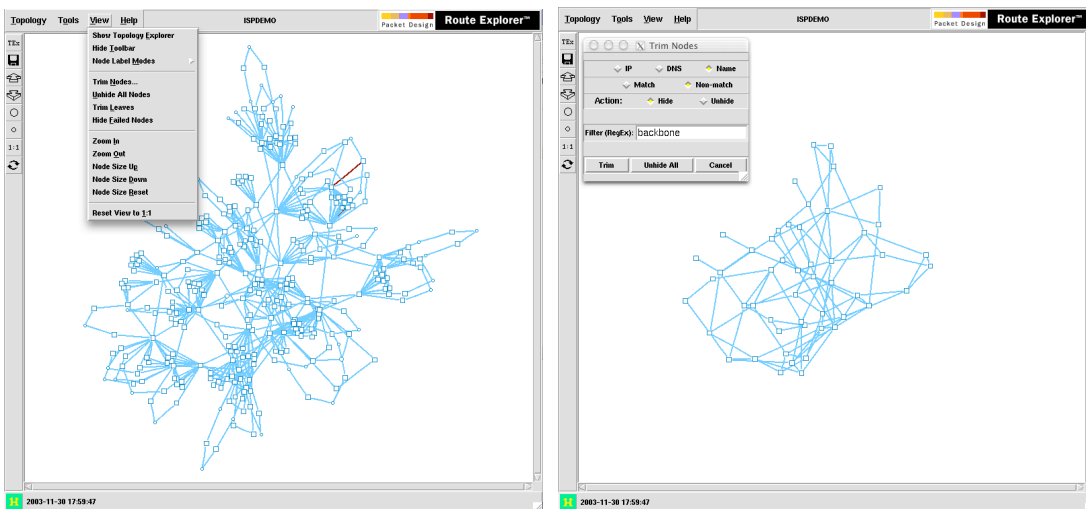 Topology Tools View Help ISPDEMO Packet Design Route Explorer™
TEx
1:1
Show Topology Explorer
Hide Toolbar
Node Label Modes
Trim Nodes...
Unhide All Nodes
Trim Leaves
Hide Failed Nodes
Zoom In
Zoom Out
Node Size Up
Node Size Down
Node Size Reset
Reset View to 1:1
H 2003-11-30 17:59:47
Topology Tools View Help ISPDEMO Packet Design Route Explorer™
TEx
1:1
X Trim Nodes
IP DNS Name
Match Non-match
Action: Hide Unhide
Filter (RegEx): backbone
Trim Unhide All Cancel
H 2003-11-30 17:59:47